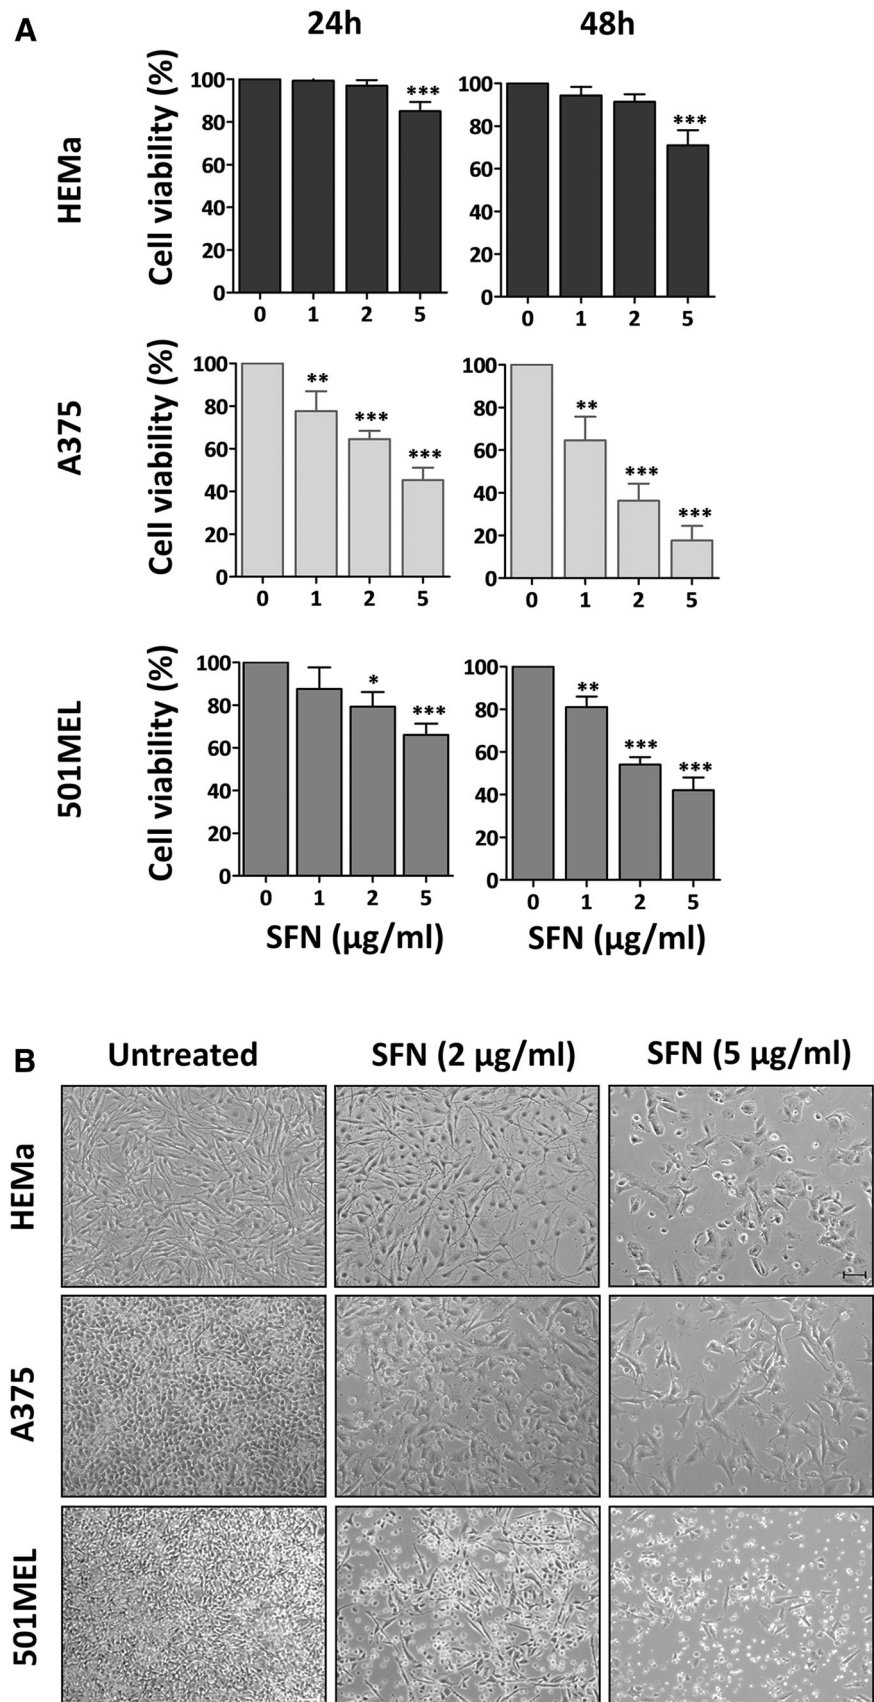 A
24h
48h
HEMa
Cell viability (%)
100
80
60
40
20
0
***
0 1 2 5
100
80
60
40
20
0
***
0 1 2 5
A375
Cell viability (%)
100
80
60
40
20
0
**
***
***
0 1 2 5
100
80
60
40
20
0
**
***
***
0 1 2 5
501MEL
Cell viability (%)
100
80
60
40
20
0
*
***
0 1 2 5
SFN (μg/ml)
100
80
60
40
20
0
**
***
***
0 1 2 5
SFN (μg/ml)
B
Untreated
SFN (2 μg/ml)
SFN (5 μg/ml)
HEMa
A375
501MEL